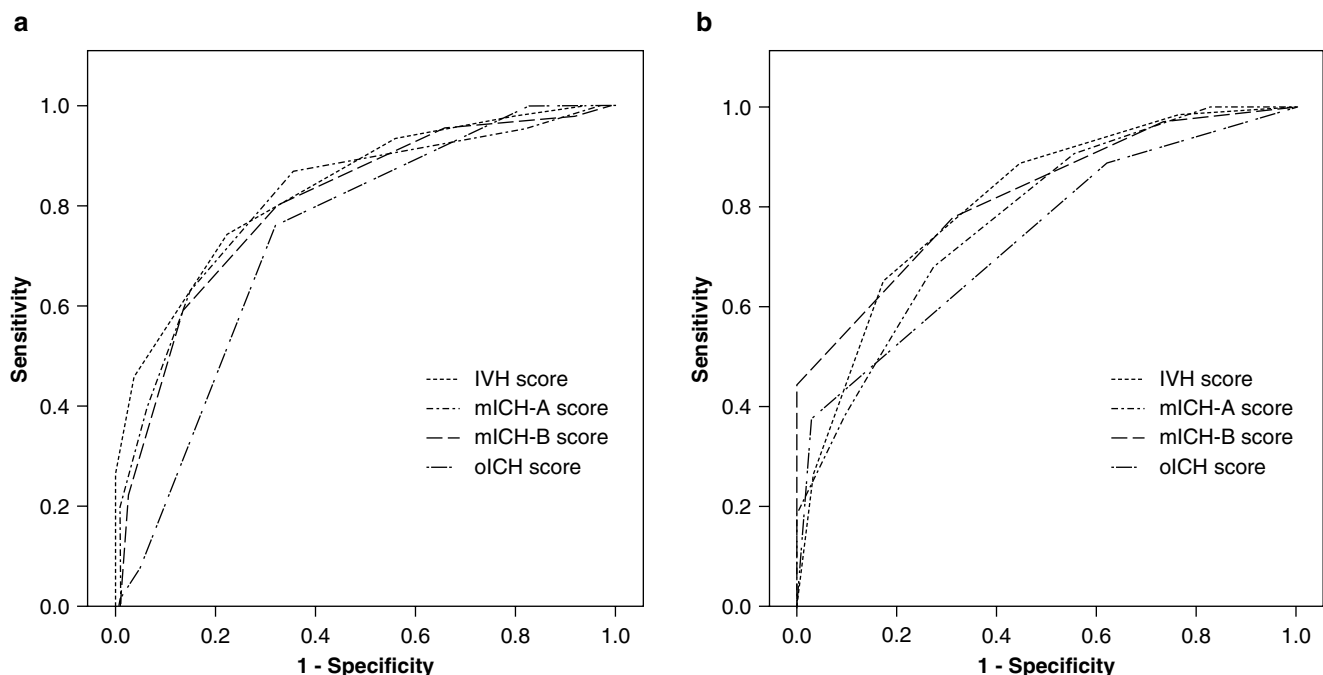 a
1.0
0.8
0.6
0.4
0.2
0.0
Sensitivity
IVH score
mICH-A score
mICH-B score
oICH score
0.0 0.2 0.4 0.6 0.8 1.0
1 - Specificity
b
1.0
0.8
0.6
0.4
0.2
0.0
Sensitivity
IVH score
mICH-A score
mICH-B score
oICH score
0.0 0.2 0.4 0.6 0.8 1.0
1 - Specificity